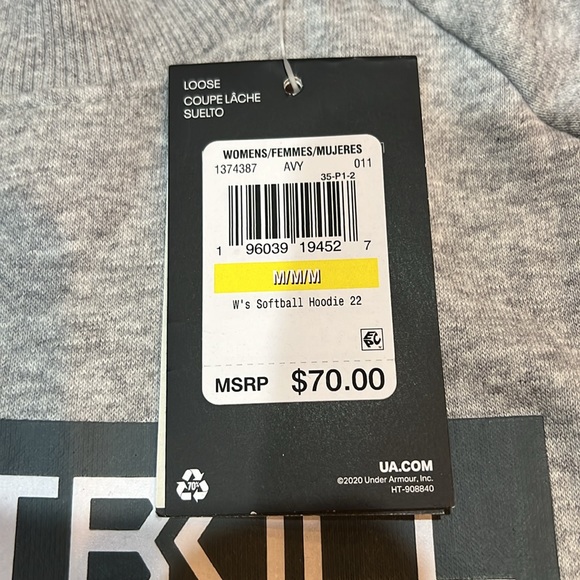 LOOSE
COUPE LÂCHE
SUELTO
WOMENS/FEMMES/MUJERES
1374387 AVY 011
35-P1-2
1 96039 19452 7
M/M/M
W's Softball Hoodie 22
MSRP $70.00
70%
UA.COM
©2020 Under Armour, Inc.
HT-908840